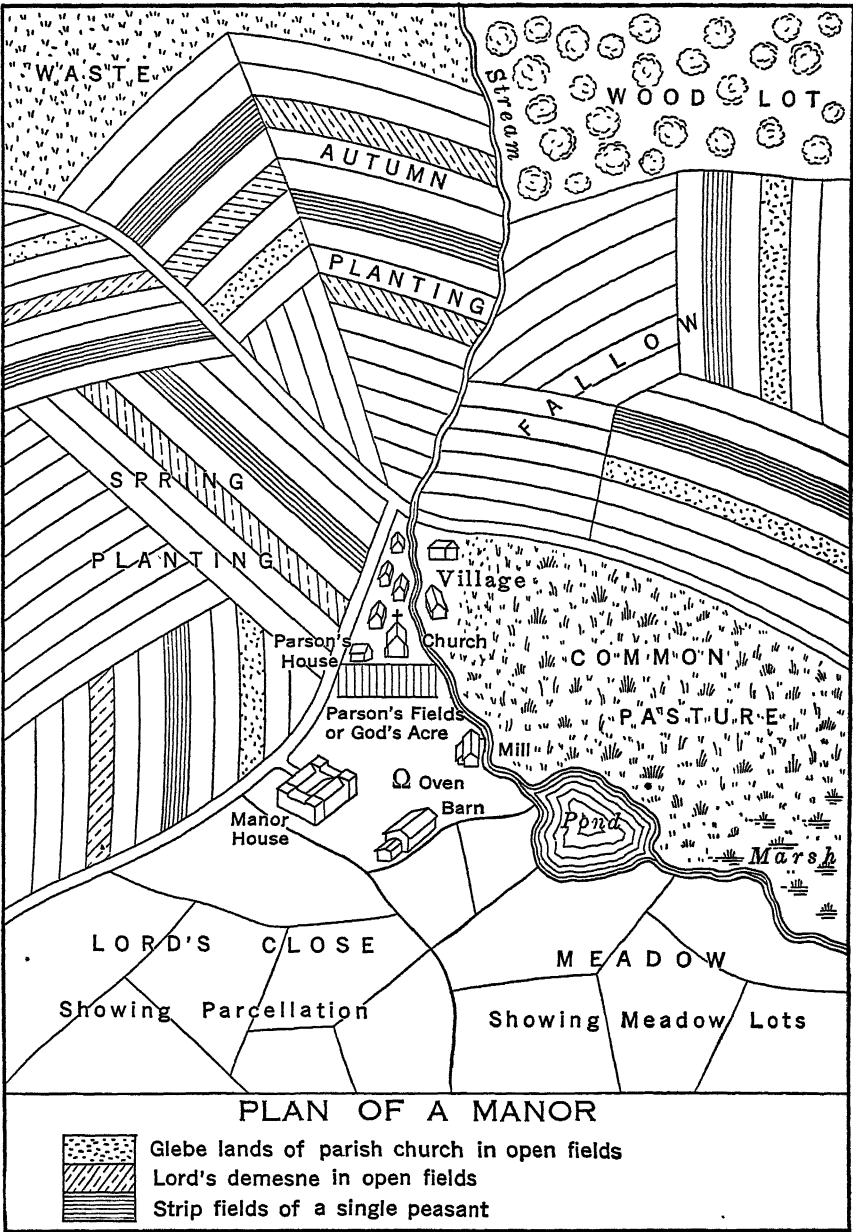 WASTE
Stream
WOOD LOT
AUTUMN
PLANTING
FALLOW
SPRING
PLANTING
Village
Parson's
House
Church
COMMON
PASTURE
Parson's Fields
or God's Acre
Mill
Ω Oven
Barn
Manor
House
Pond
Marsh
LORD'S CLOSE
Showing Parcellation
MEADOW
Showing Meadow Lots
PLAN OF A MANOR
Glebe lands of parish church in open fields
Lord's demesne in open fields
Strip fields of a single peasant